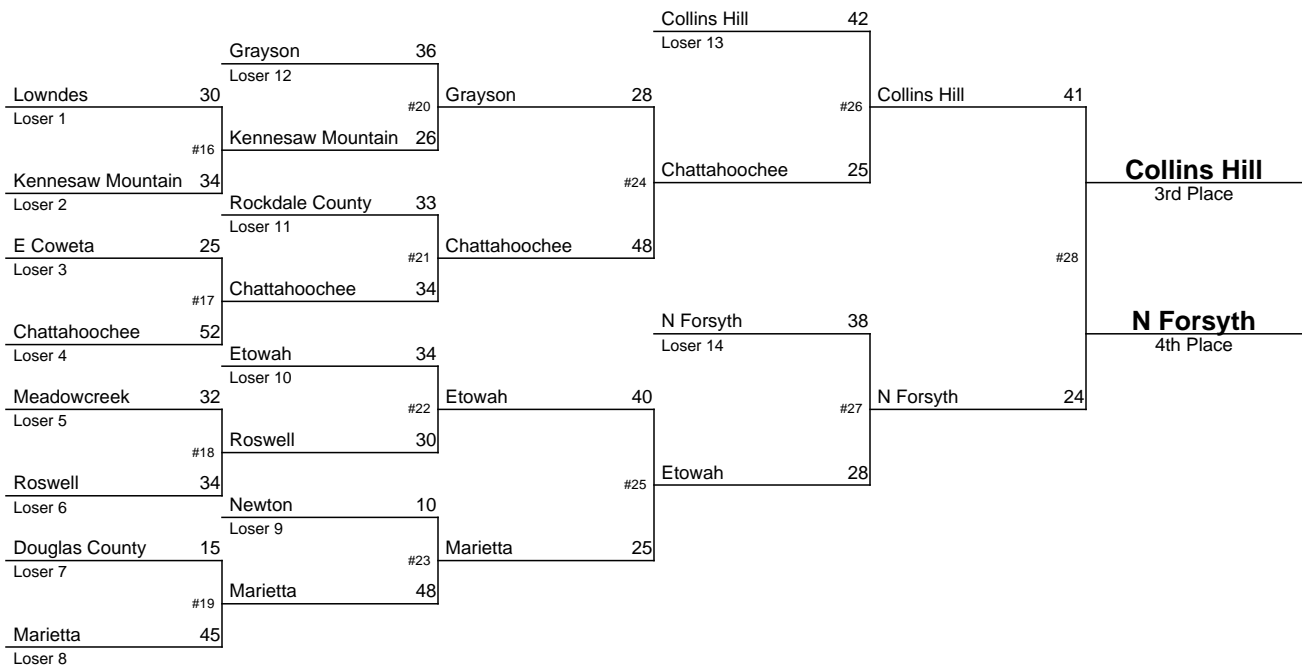 Collins Hill 42
Loser 13
Grayson 36
Loser 12
Lowndes 30
Loser 1
#20
Grayson 28
#26
Collins Hill 41
#16
Kennesaw Mountain 26
Kennesaw Mountain 34
Loser 2
#24
Chattahoochee 25
Collins Hill
3rd Place
Rockdale County 33
Loser 11
E Coweta 25
Loser 3
#21
Chattahoochee 48
#28
#17
Chattahoochee 34
Chattahoochee 52
Loser 4
N Forsyth 38
Loser 14
N Forsyth
4th Place
Etowah 34
Loser 10
Meadowcreek 32
Loser 5
#22
Etowah 40
#27
N Forsyth 24
#18
Roswell 30
Roswell 34
Loser 6
#25
Etowah 28
Newton 10
Loser 9
Douglas County 15
Loser 7
#23
Marietta 25
#19
Marietta 48
Marietta 45
Loser 8